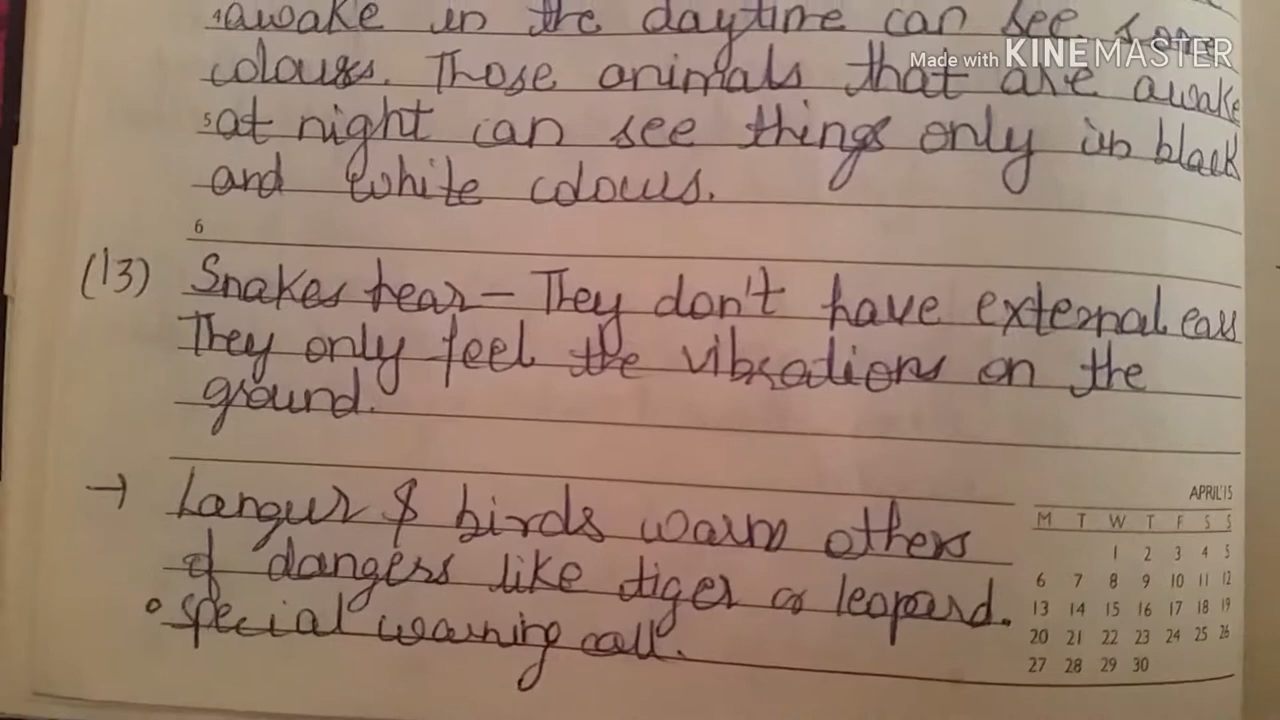 awake in the daytime can see some
Made with KINEMASTER
colours. Those animals that are awake
at night can see things only in black
and white colours.
6
(13) Snakes hear – They don't have external ears
They only feel the vibrations on the
ground.
→ Langur & birds warn others
of dangers like tiger or leopard.
special warning call.
APRIL'15
M T W T F S S
1 2 3 4 5
6 7 8 9 10 11 12
13 14 15 16 17 18 19
20 21 22 23 24 25 26
27 28 29 30